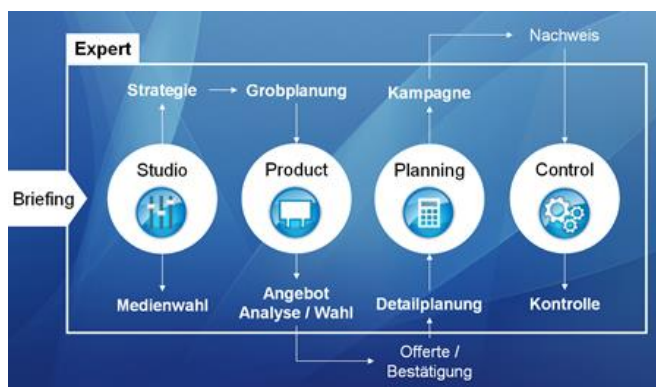 Expert
Nachweis
Strategie
Grobplanung
Kampagne
Briefing
Studio
Product
Planning
Control
Medienwahl
Angebot
Analyse / Wahl
Detailplanung
Kontrolle
Offerte /
Bestätigung